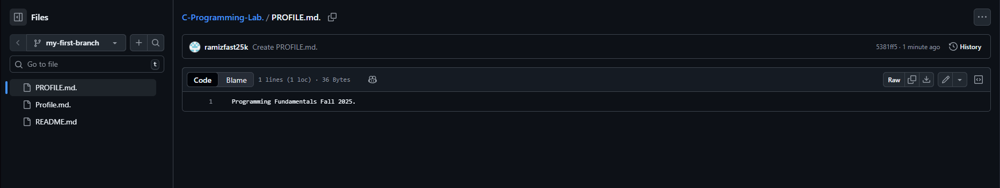 Files
my-first-branch
Go to file
t
PROFILE.md.
Profile.md.
README.md
C-Programming-Lab. / PROFILE.md.
ramizfast25k Create PROFILE.md.
5381ff5 · 1 minute ago
History
Code
Blame
1 lines (1 loc) · 36 Bytes
Raw
1 Programming Fundamentals Fall 2025.